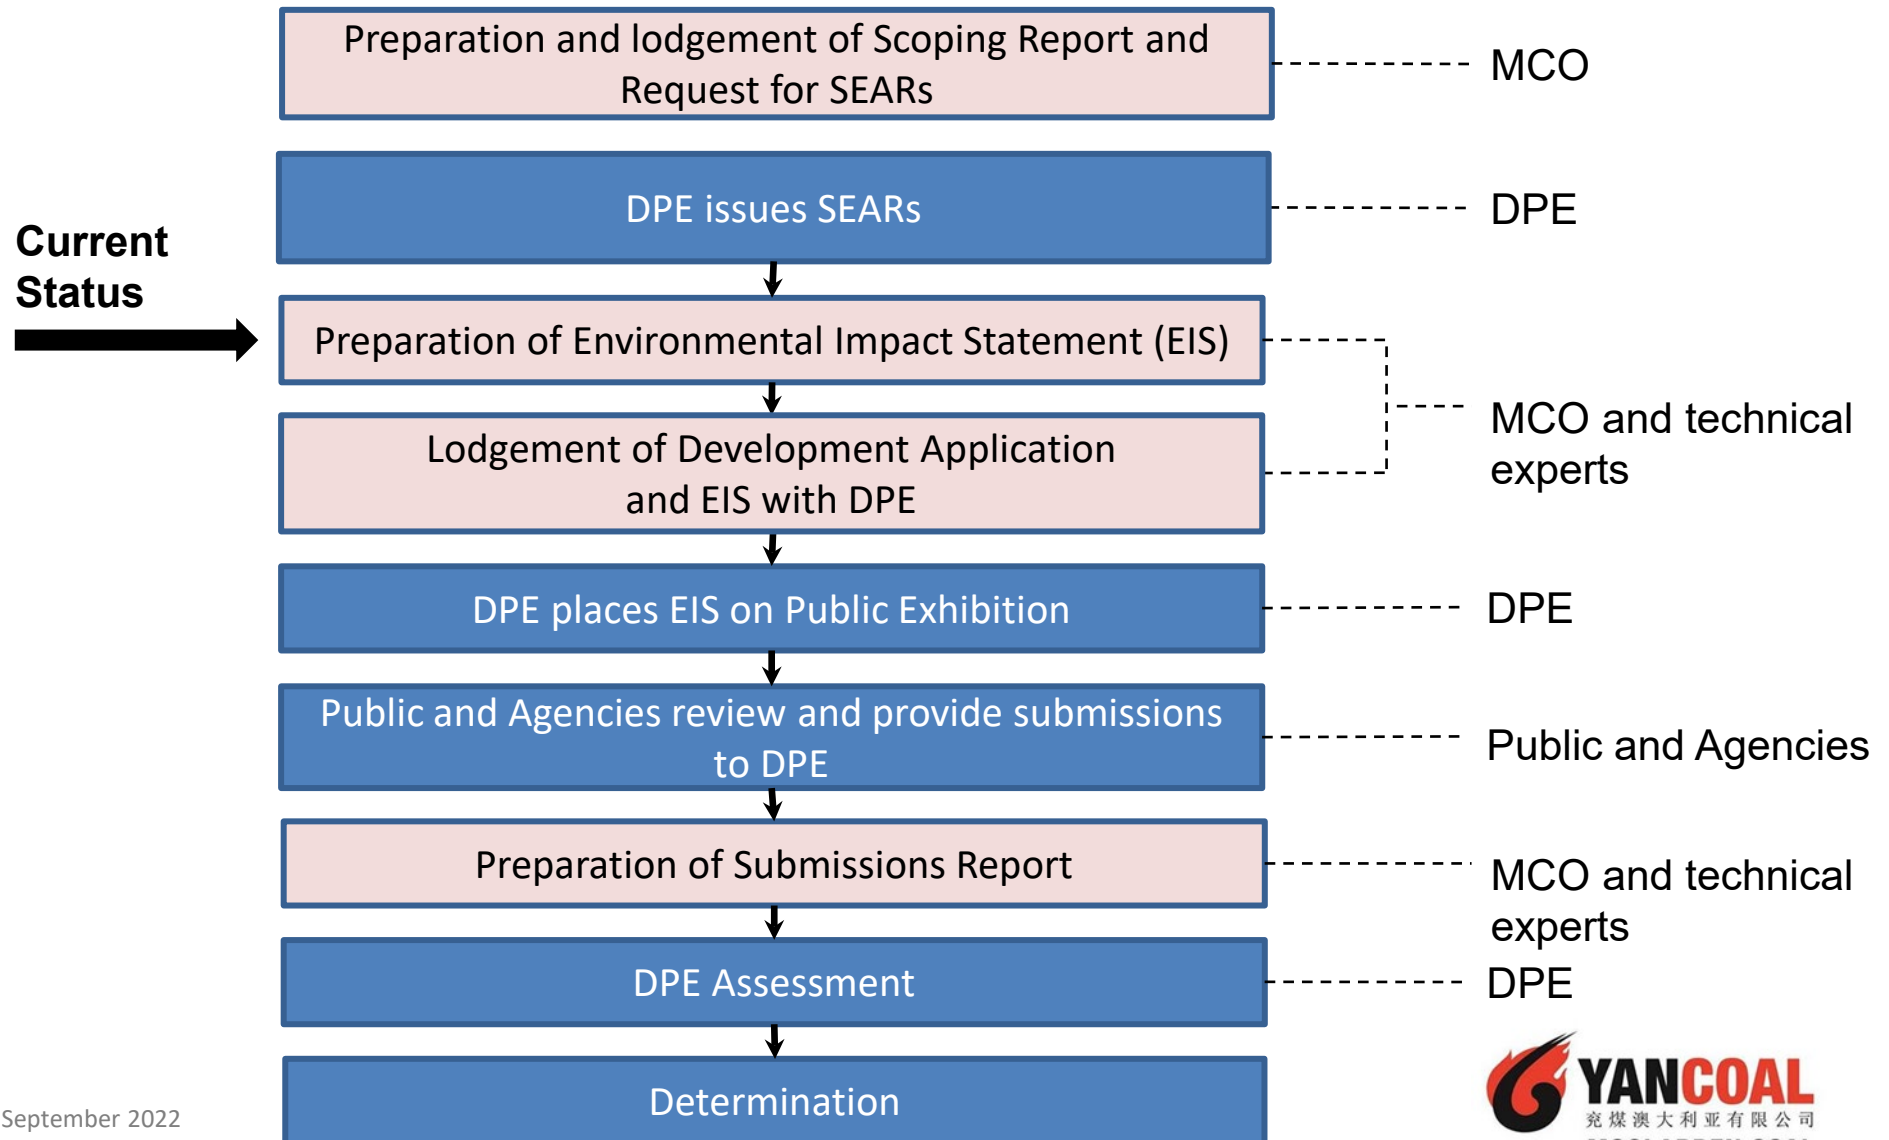 Preparation and lodgement of Scoping Report and
Request for SEARs
MCO
DPE issues SEARs
DPE
Current
Status
Preparation of Environmental Impact Statement (EIS)
Lodgement of Development Application
and EIS with DPE
MCO and technical
experts
DPE places EIS on Public Exhibition
DPE
Public and Agencies review and provide submissions
to DPE
Public and Agencies
Preparation of Submissions Report
MCO and technical
experts
DPE Assessment
DPE
Determination
September 2022
YANCOAL
兖煤澳大利亚有限公司